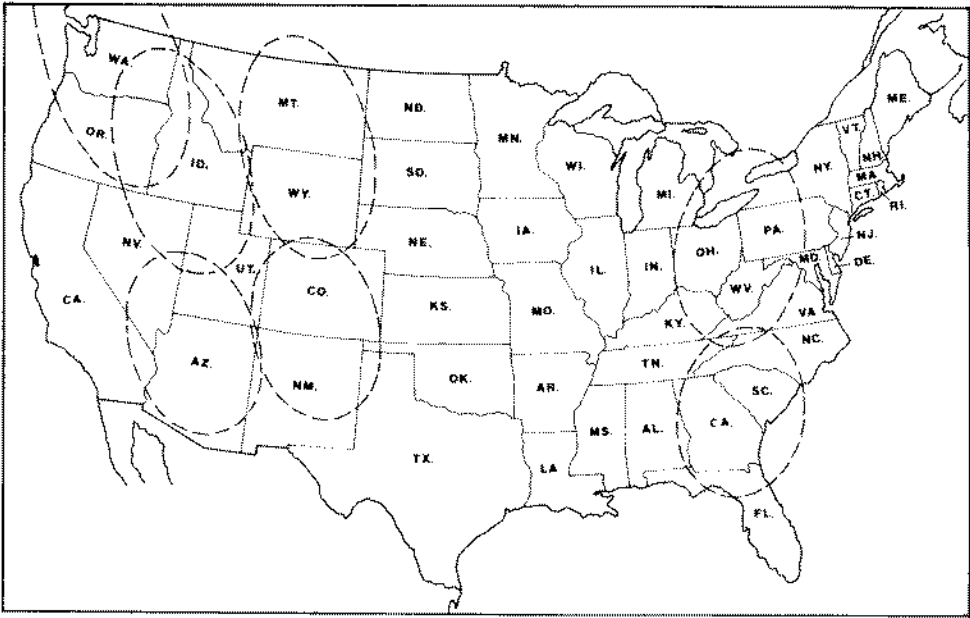 WA.
MT.
ND.
MN.
ME.
OR.
ID.
WY.
SD.
WI.
MI.
NY.
VT.
NH.
MA.
CT.
RI.
NV.
UT.
NE.
IA.
IL.
IN.
OH.
PA.
NJ.
MD.
DE.
CA.
CO.
KS.
MO.
KY.
WV.
VA
NC.
AZ.
NM.
OK.
AR.
TN.
SC.
TX.
LA
MS.
AL.
CA.
FL.